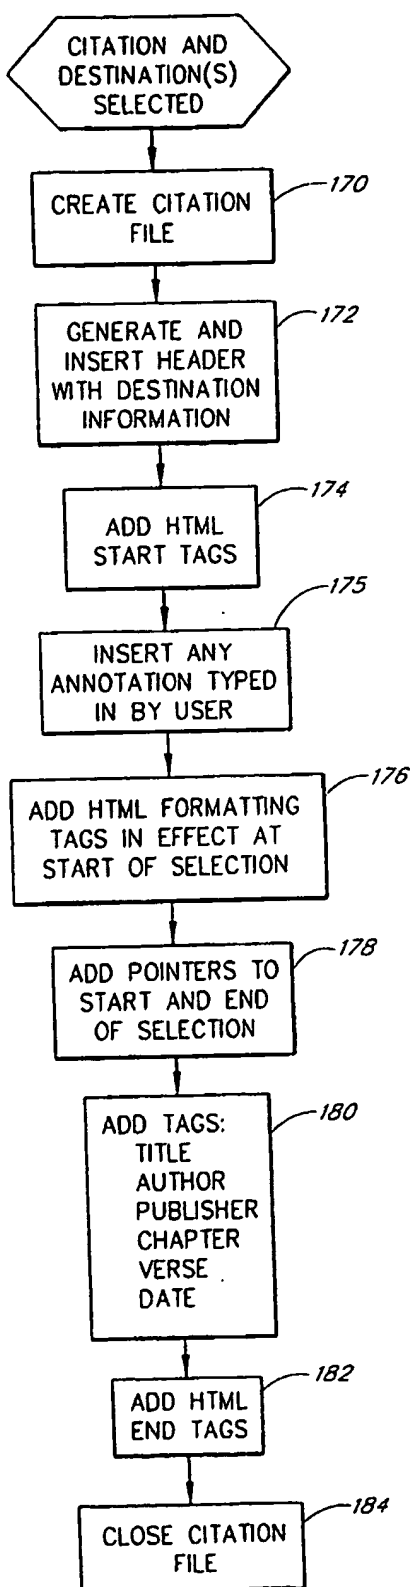 CITATION AND
DESTINATION(S)
SELECTED
170
CREATE CITATION
FILE
172
GENERATE AND
INSERT HEADER
WITH DESTINATION
INFORMATION
174
ADD HTML
START TAGS
175
INSERT ANY
ANNOTATION TYPED
IN BY USER
176
ADD HTML FORMATTING
TAGS IN EFFECT AT
START OF SELECTION
178
ADD POINTERS TO
START AND END
OF SELECTION
180
ADD TAGS:
TITLE
AUTHOR
PUBLISHER
CHAPTER
VERSE
DATE
182
ADD HTML
END TAGS
184
CLOSE CITATION
FILE